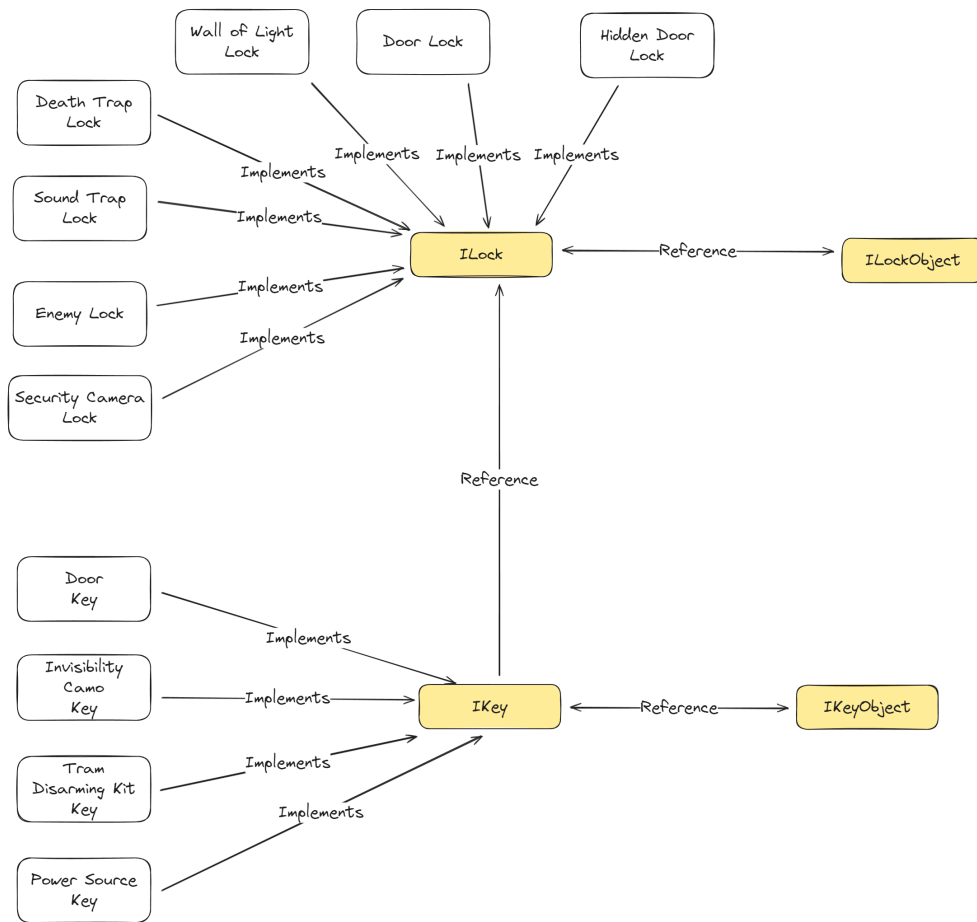 Wall of Light
Lock
Door Lock
Hidden Door
Lock
Death Trap
Lock
Implements
Implements
Implements
Implements
Sound Trap
Lock
Implements
ILock
Reference
ILockObject
Implements
Enemy Lock
Implements
Security Camera
Lock
Reference
Door
Key
Implements
Invisibility
Camo
Key
Implements
IKey
Reference
IKeyObject
Tram
Disarming Kit
Key
Implements
Implements
Power Source
Key